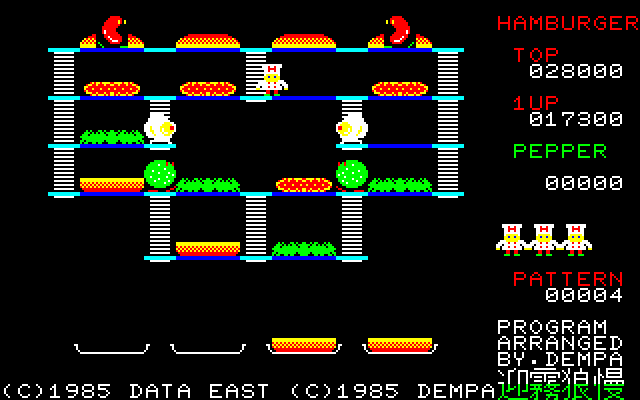 HAMBURGER
TOP
028000
1UP
017300
PEPPER
00000
PATTERN
00004
PROGRAM
ARRANGED
BY.DEMPA
(C)1985 DATA EAST (C)1985 DEMPA